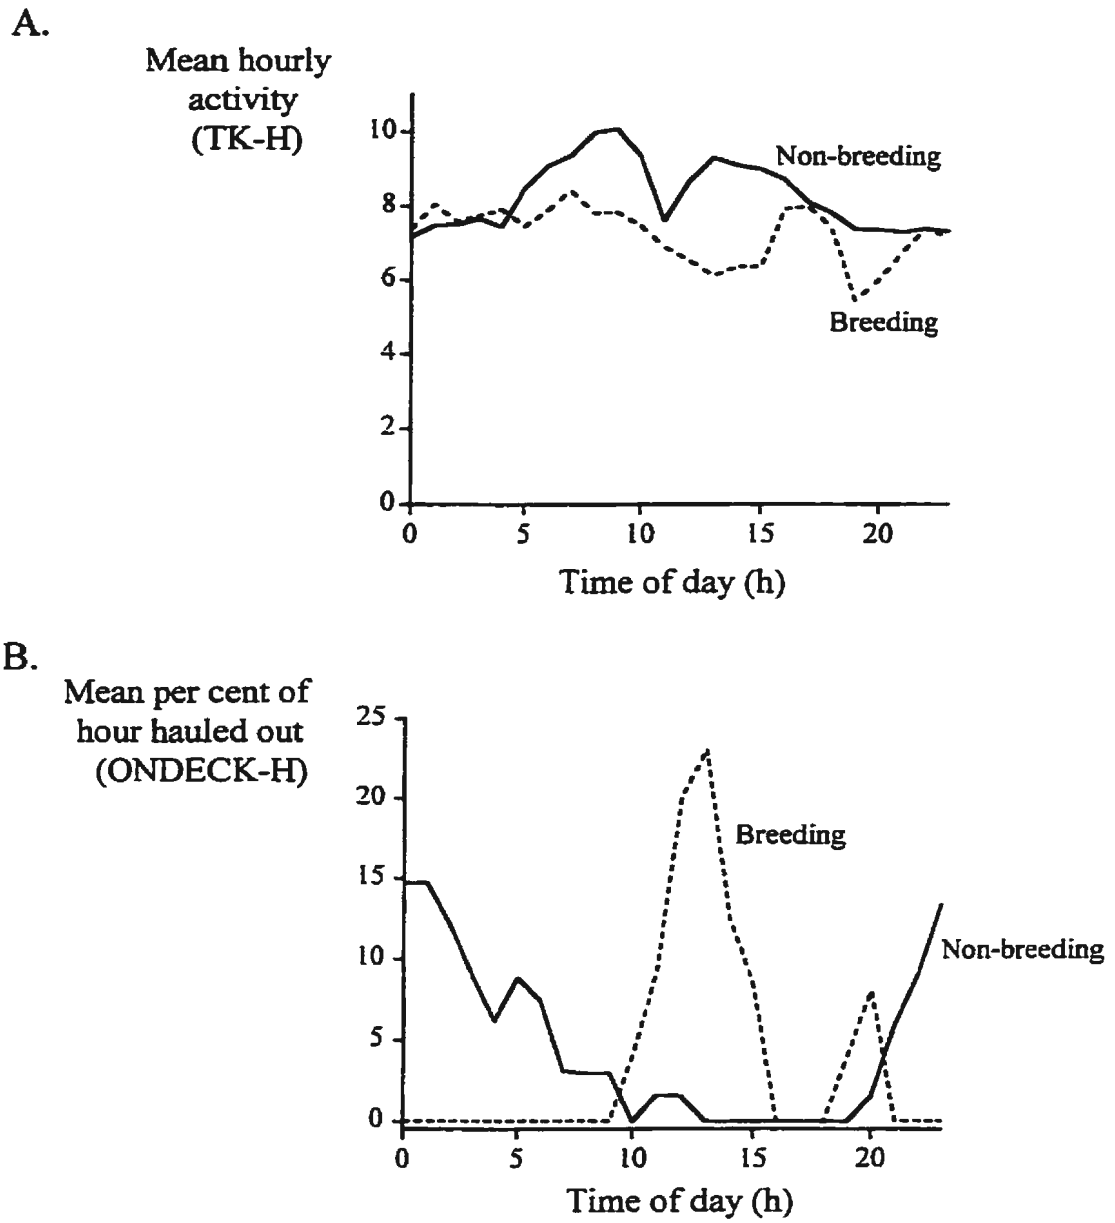 A.
Mean hourly
activity
(TK-H)
10
8
6
4
2
0
Non-breeding
Breeding
0 5 10 15 20
Time of day (h)
B.
Mean per cent of
hour hauled out
(ONDECK-H)
25
20
15
10
5
0
Breeding
Non-breeding
0 5 10 15 20
Time of day (h)